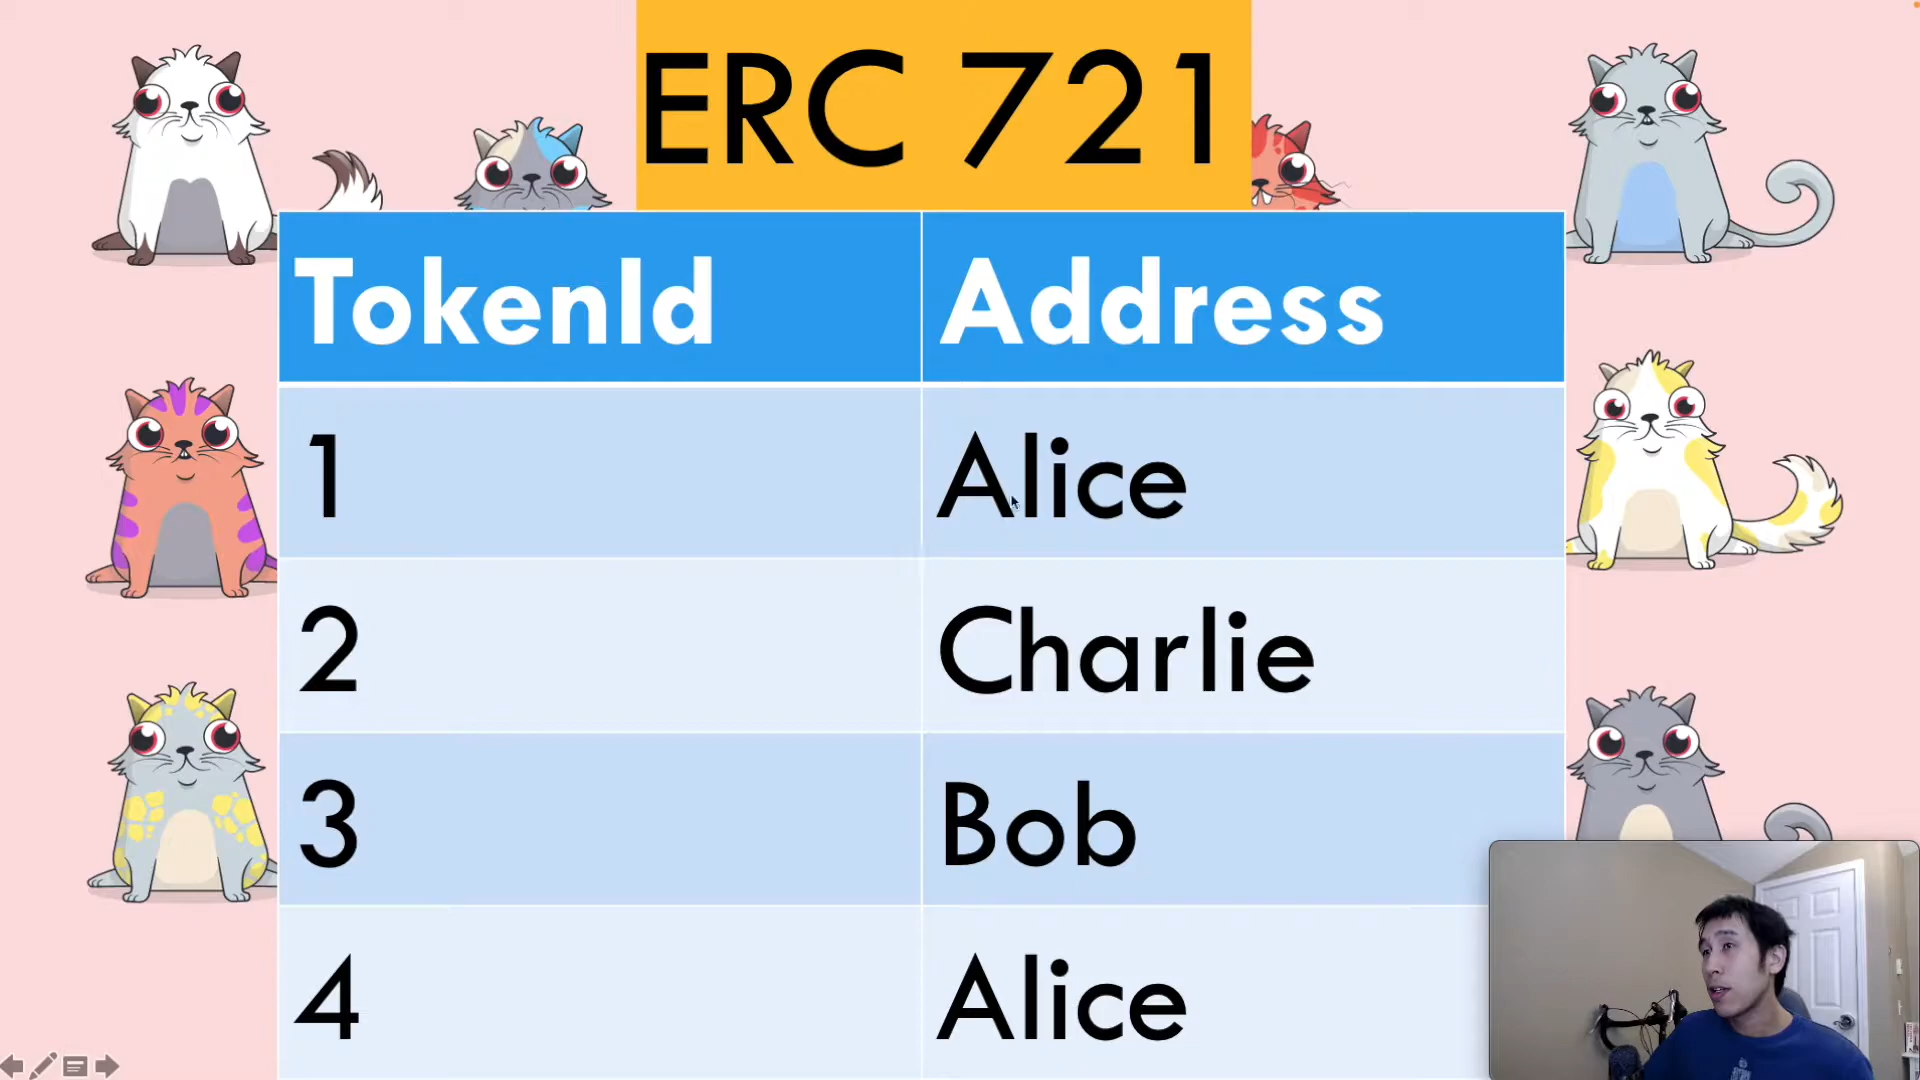 ERC 721
TokenId Address
1 Alice
2 Charlie
3 Bob
4 Alice